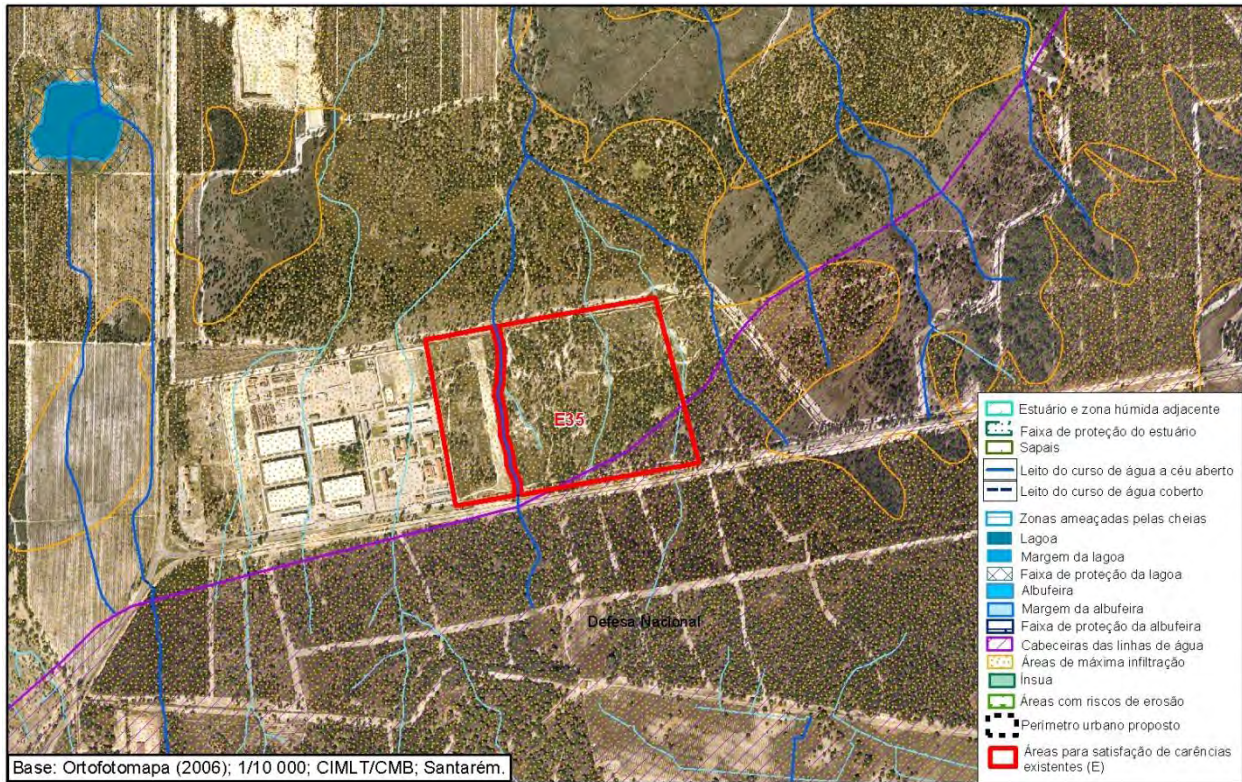 E35
Defesa Nacional
Estuário e zona húmida adjacente
Faixa de proteção do estuário
Sapais
Leito do curso de água a céu aberto
Leito do curso de água coberto
Zonas ameaçadas pelas cheias
Lagoa
Margem da lagoa
Faixa de proteção da lagoa
Albufeira
Margem da albufeira
Faixa de proteção da albufeira
Cabeceiras das linhas de água
Áreas de máxima infiltração
Ínsua
Áreas com riscos de erosão
Perímetro urbano proposto
Áreas para satisfação de carências
existentes (E)
Base: Ortofotomapa (2006); 1/10 000; CIMLT/CMB; Santarém.